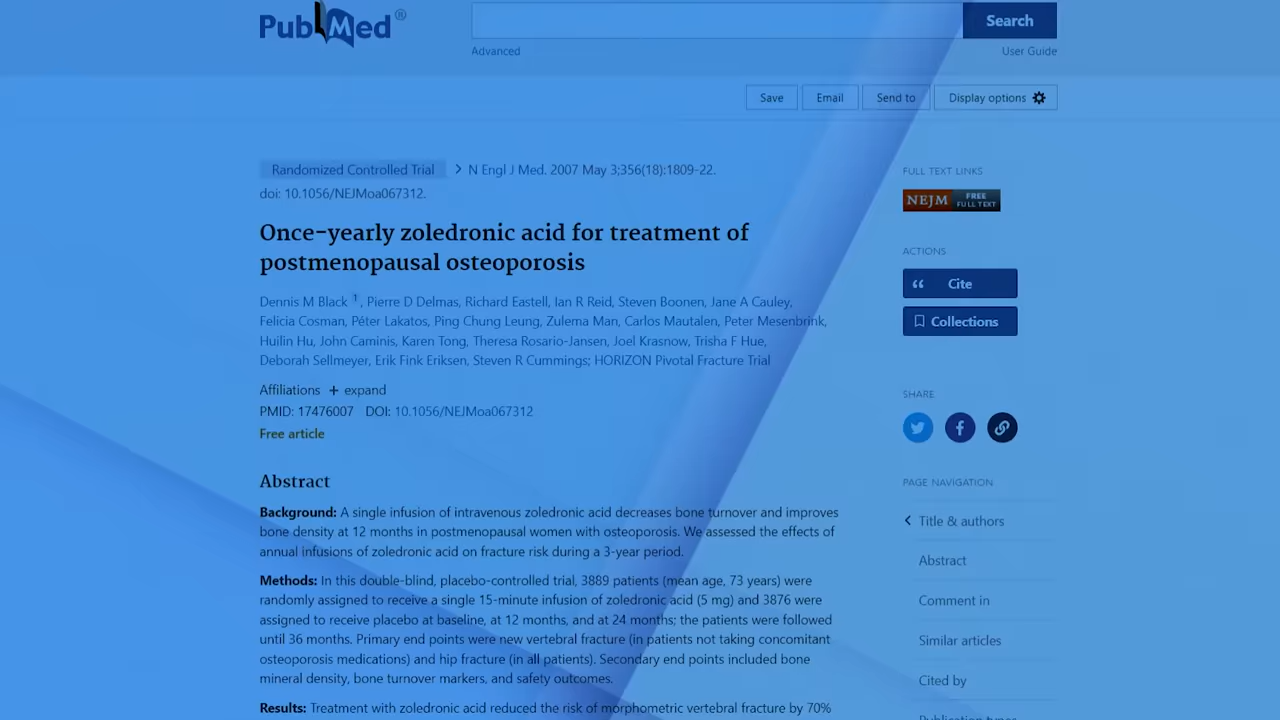 PubMed®
Search
Advanced
User Guide
Save
Email
Send to
Display options
Randomized Controlled Trial
N Engl J Med. 2007 May 3;356(18):1809-22.
doi: 10.1056/NEJMoa067312.
Once-yearly zoledronic acid for treatment of
postmenopausal osteoporosis
Dennis M Black 1, Pierre D Delmas, Richard Eastell, Ian R Reid, Steven Boonen, Jane A Cauley,
Felicia Cosman, Péter Lakatos, Ping Chung Leung, Zulema Man, Carlos Mautalen, Peter Mesenbrink,
Huilin Hu, John Caminis, Karen Tong, Theresa Rosario-Jansen, Joel Krasnow, Trisha F Hue,
Deborah Sellmeyer, Erik Fink Eriksen, Steven R Cummings; HORIZON Pivotal Fracture Trial
Affiliations + expand
PMID: 17476007 DOI: 10.1056/NEJMoa067312
Free article
Abstract
Background: A single infusion of intravenous zoledronic acid decreases bone turnover and improves
bone density at 12 months in postmenopausal women with osteoporosis. We assessed the effects of
annual infusions of zoledronic acid on fracture risk during a 3-year period.
Methods: In this double-blind, placebo-controlled trial, 3889 patients (mean age, 73 years) were
randomly assigned to receive a single 15-minute infusion of zoledronic acid (5 mg) and 3876 were
assigned to receive placebo at baseline, at 12 months, and at 24 months; the patients were followed
until 36 months. Primary end points were new vertebral fracture (in patients not taking concomitant
osteoporosis medications) and hip fracture (in all patients). Secondary end points included bone
mineral density, bone turnover markers, and safety outcomes.
Results: Treatment with zoledronic acid reduced the risk of morphometric vertebral fracture by 70%
FULL TEXT LINKS
NEJM FREE
FULL TEXT
ACTIONS
Cite
Collections
SHARE
PAGE NAVIGATION
Title & authors
Abstract
Comment in
Similar articles
Cited by
Publication types